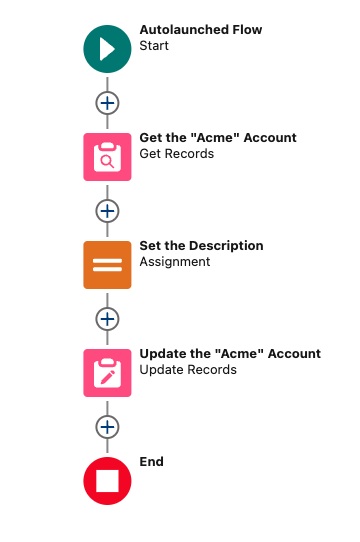 Autolaunched Flow
Start
Get the "Acme" Account
Get Records
Set the Description
Assignment
Update the "Acme" Account
Update Records
End